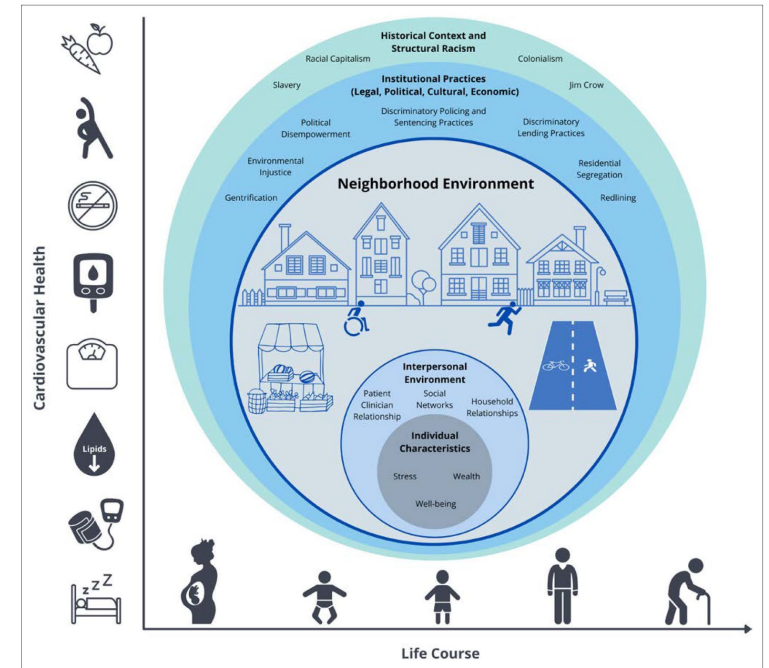 Historical Context and
Structural Racism
Racial Capitalism
Colonialism
Slavery
Jim Crow
Institutional Practices
(Legal, Political, Cultural, Economic)
Discriminatory Policing and
Sentencing Practices
Political
Disempowerment
Discriminatory
Lending Practices
Environmental
Injustice
Residential
Segregation
Gentrification
Redlining
Neighborhood Environment
Interpersonal
Environment
Patient
Clinician
Relationship
Social
Networks
Household
Relationships
Individual
Characteristics
Stress
Wealth
Well-being
Cardiovascular Health
Lipids
z z Z
Life Course